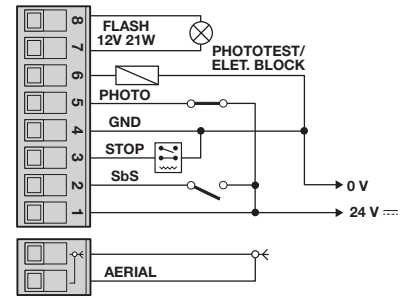 8
FLASH
12V 21W
7
PHOTOTEST/
ELET. BLOCK
6
PHOTO
5
GND
4
STOP
3
SbS
2
0 V
1
24 V
AERIAL